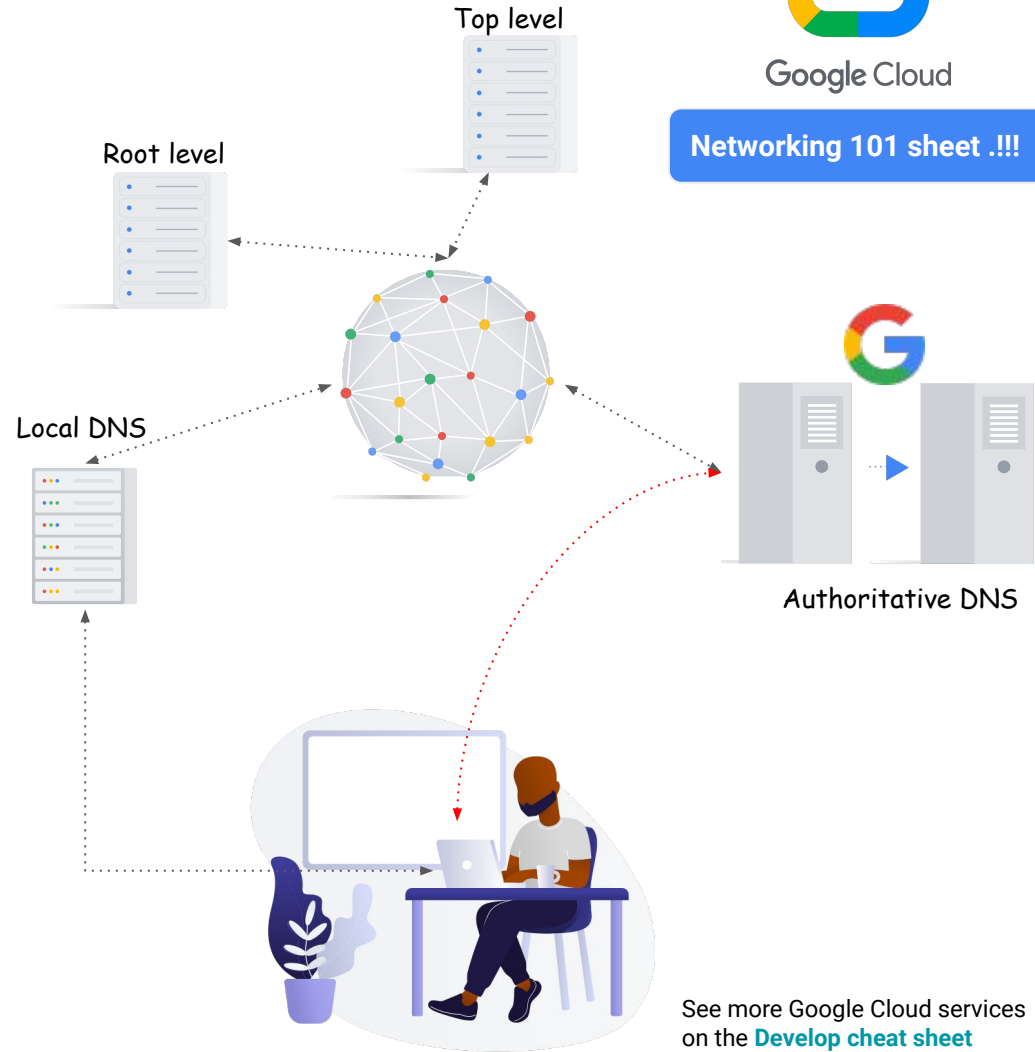 Top level
Google Cloud
Networking 101 sheet .!!!
Root level
Local DNS
Authoritative DNS
See more Google Cloud services
on the Develop cheat sheet